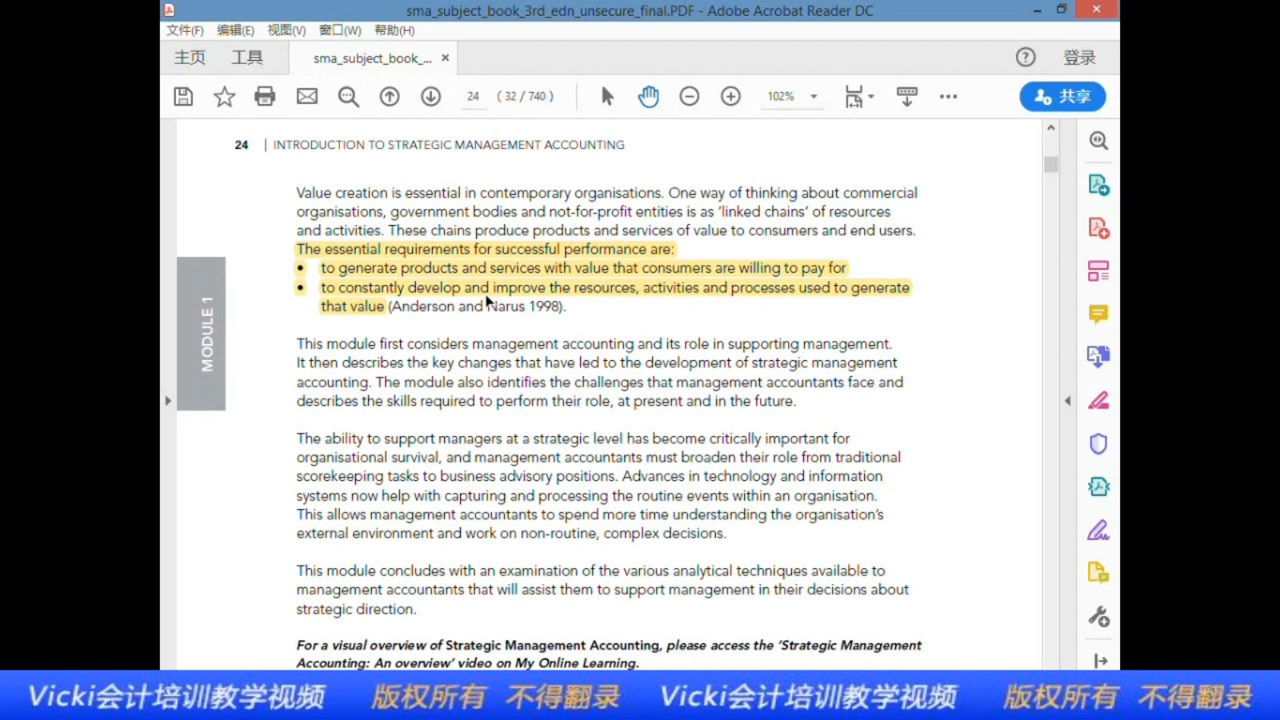 sma_subject_book_3rd_edn_unsecure_final.PDF - Adobe Acrobat Reader DC
文件(F) 编辑(E) 视图(V) 窗口(W) 帮助(H)
主页 工具 sma_subject_book_... × 登录
24 (32 / 740) 102% 共享
24 | INTRODUCTION TO STRATEGIC MANAGEMENT ACCOUNTING
Value creation is essential in contemporary organisations. One way of thinking about commercial
organisations, government bodies and not-for-profit entities is as ‘linked chains’ of resources
and activities. These chains produce products and services of value to consumers and end users.
The essential requirements for successful performance are:
• to generate products and services with value that consumers are willing to pay for
• to constantly develop and improve the resources, activities and processes used to generate
that value (Anderson and Narus 1998).
MODULE 1
This module first considers management accounting and its role in supporting management.
It then describes the key changes that have led to the development of strategic management
accounting. The module also identifies the challenges that management accountants face and
describes the skills required to perform their role, at present and in the future.
The ability to support managers at a strategic level has become critically important for
organisational survival, and management accountants must broaden their role from traditional
scorekeeping tasks to business advisory positions. Advances in technology and information
systems now help with capturing and processing the routine events within an organisation.
This allows management accountants to spend more time understanding the organisation’s
external environment and work on non-routine, complex decisions.
This module concludes with an examination of the various analytical techniques available to
management accountants that will assist them to support management in their decisions about
strategic direction.
For a visual overview of Strategic Management Accounting, please access the ‘Strategic Management
Accounting: An overview’ video on My Online Learning.
Vicki会计培训教学视频 版权所有 不得翻录 Vicki会计培训教学视频 版权所有 不得翻录